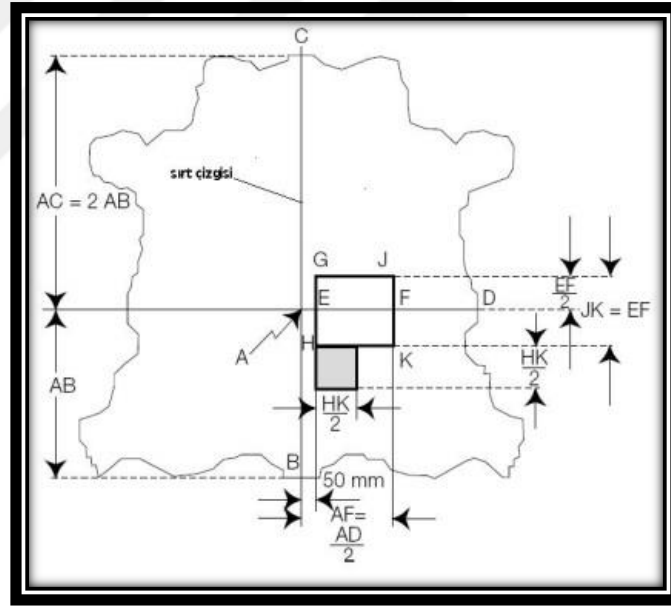 C
sırt çizgisi
AC = 2 AB
G J
E F D
EF
2
JK = EF
A
H
K
HK
2
AB
HK
2
B
50 mm
AF=
AD
2